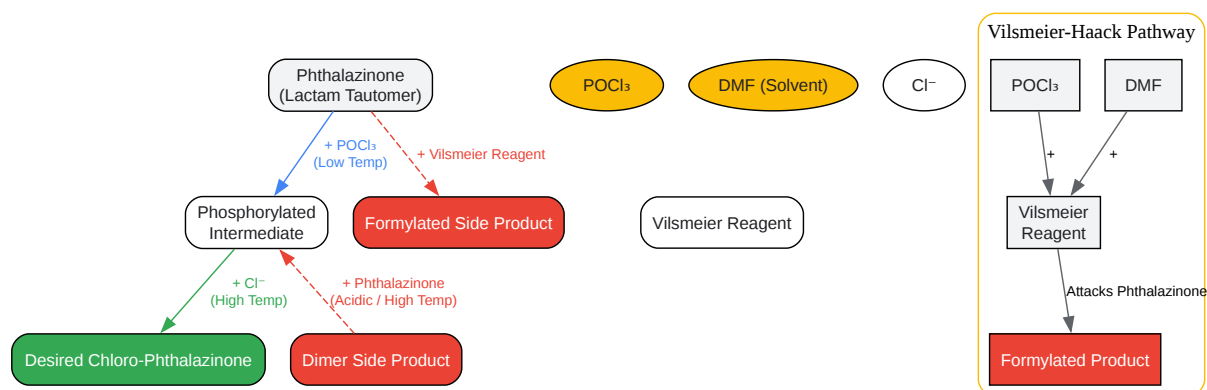 Vilsmeier-Haack Pathway
Phthalazinone
(Lactam Tautomer)
POCl₃
DMF (Solvent)
Cl⁻
POCl₃
DMF
+ POCl₃
(Low Temp)
+ Vilsmeier Reagent
+
+
Phosphorylated
Intermediate
Formylated Side Product
Vilsmeier Reagent
Vilsmeier
Reagent
+ Cl⁻
(High Temp)
+ Phthalazinone
(Acidic / High Temp)
Attacks Phthalazinone
Desired Chloro-Phthalazinone
Dimer Side Product
Formylated Product